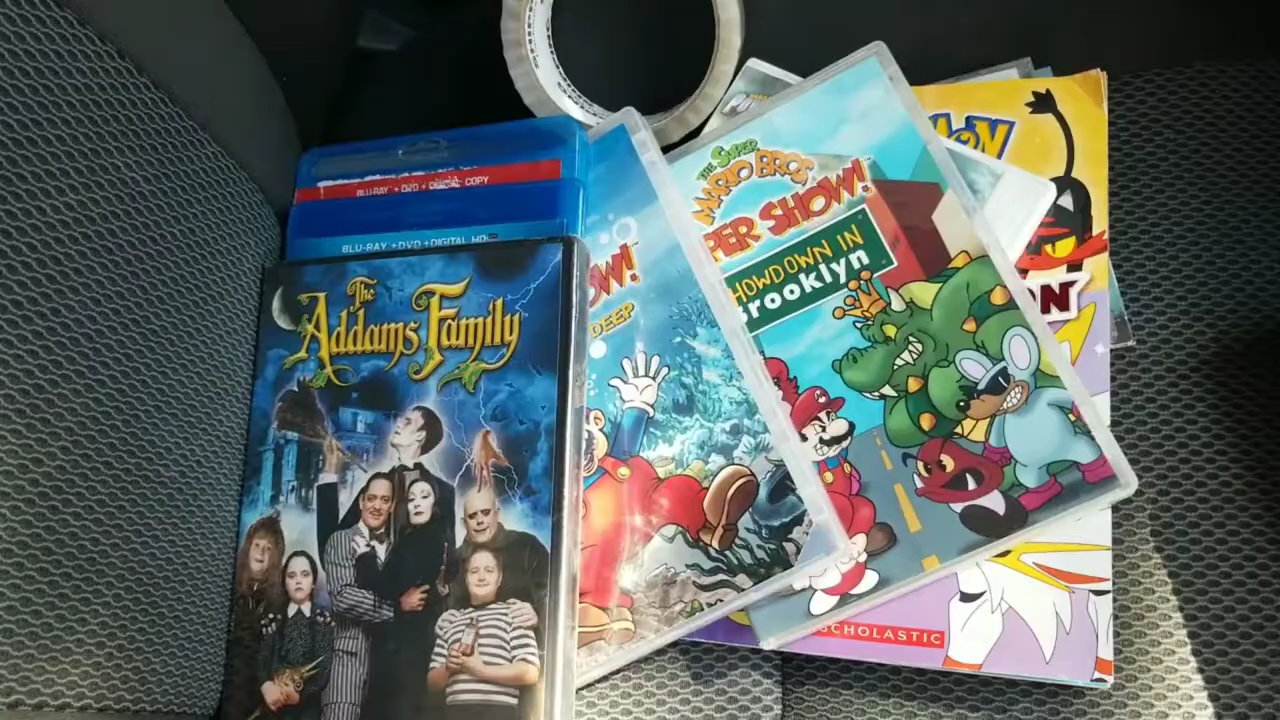 BLU-RAY + DVD + DIGITAL COPY
BLU-RAY + DVD + DIGITAL HD
The
Addams Family
OW!
DEEP
THE SUPER
MARIO BROS.
PER SHOW!
HOWDOWN IN
Brooklyn
ON
SCHOLASTIC